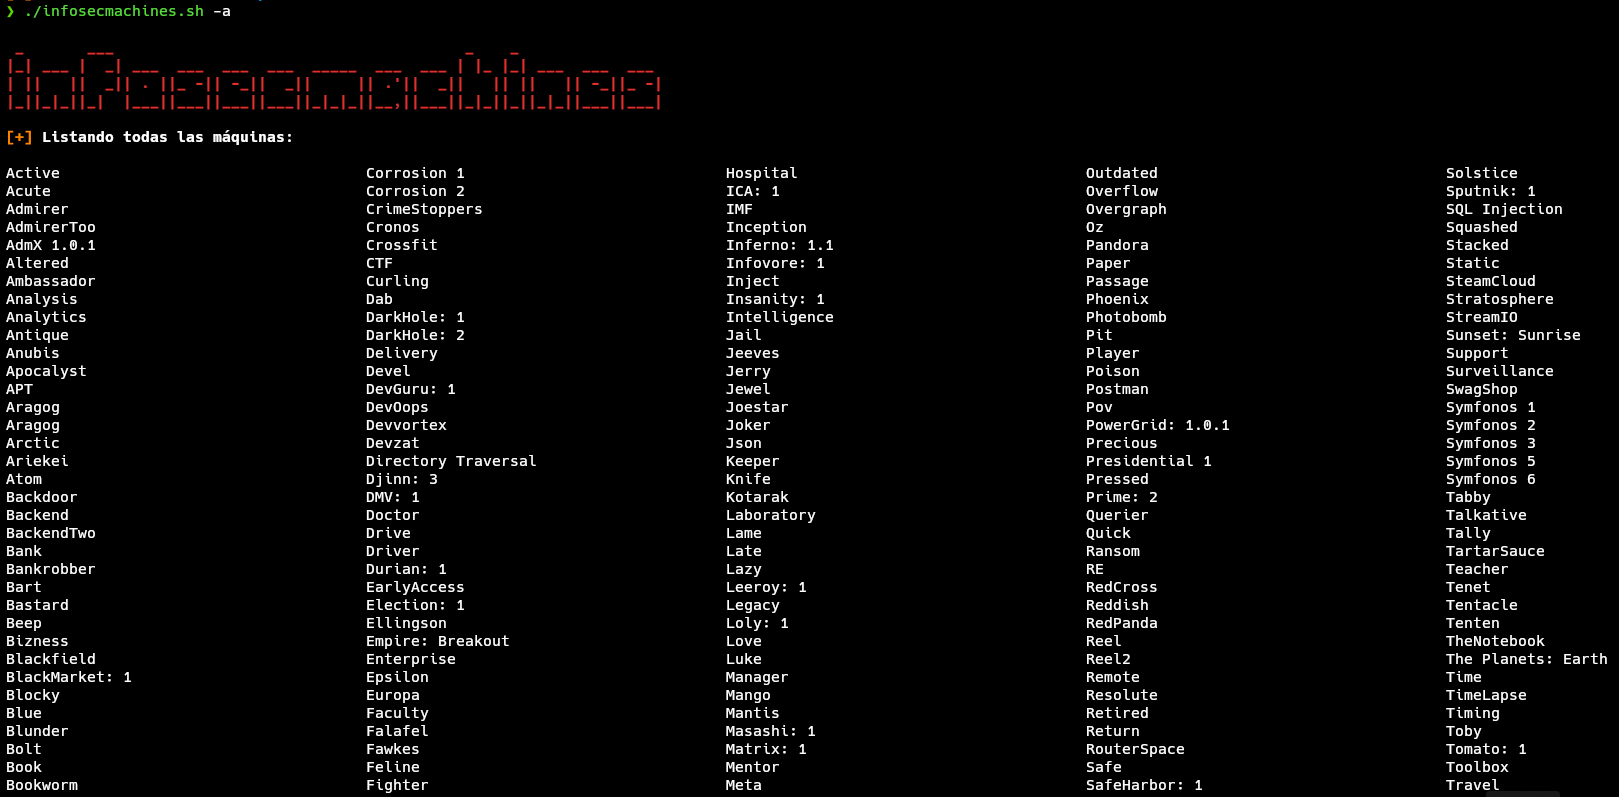 ❯ ./infosecmachines.sh -a
infosecmachines
[+] Listando todas las máquinas:
Active Corrosion 1 Hospital Outdated Solstice
Acute Corrosion 2 ICA: 1 Overflow Sputnik: 1
Admirer CrimeStoppers IMF Overgraph SQL Injection
AdmirerToo Cronos Inception Oz Squashed
AdmX 1.0.1 Crossfit Inferno: 1.1 Pandora Stacked
Altered CTF Infovore: 1 Paper Static
Ambassador Curling Inject Passage SteamCloud
Analysis Dab Insanity: 1 Phoenix Stratosphere
Analytics DarkHole: 1 Intelligence Photobomb StreamIO
Antique DarkHole: 2 Jail Pit Sunset: Sunrise
Anubis Delivery Jeeves Player Support
Apocalyst Devel Jerry Poison Surveillance
APT DevGuru: 1 Jewel Postman SwagShop
Aragog DevOops Joestar Pov Symfonos 1
Aragog Devvortex Joker PowerGrid: 1.0.1 Symfonos 2
Arctic Devzat Json Precious Symfonos 3
Ariekei Directory Traversal Keeper Presidential 1 Symfonos 5
Atom Djinn: 3 Knife Pressed Symfonos 6
Backdoor DMV: 1 Kotarak Prime: 2 Tabby
Backend Doctor Laboratory Querier Talkative
BackendTwo Drive Lame Quick Tally
Bank Driver Late Ransom TartarSauce
Bankrobber Durian: 1 Lazy RE Teacher
Bart EarlyAccess Leeroy: 1 RedCross Tenet
Bastard Election: 1 Legacy Reddish Tentacle
Beep Ellingson Loly: 1 RedPanda Tenten
Bizness Empire: Breakout Love Reel TheNotebook
Blackfield Enterprise Luke Reel2 The Planets: Earth
BlackMarket: 1 Epsilon Manager Remote Time
Blocky Europa Mango Resolute TimeLapse
Blue Faculty Mantis Retired Timing
Blunder Falafel Masashi: 1 Return Toby
Bolt Fawkes Matrix: 1 RouterSpace Tomato: 1
Book Feline Mentor Safe Toolbox
Bookworm Fighter Meta SafeHarbor: 1 Travel